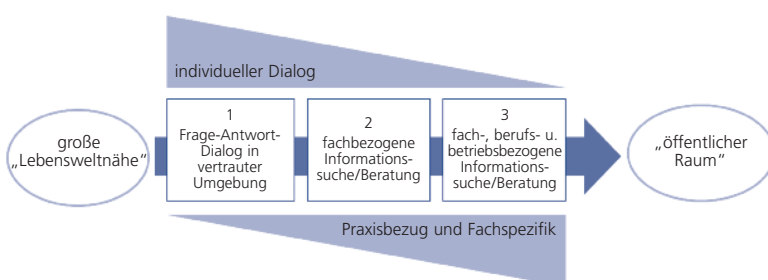 individueller Dialog
große
„Lebensweltnähe“
1
Frage-Antwort-
Dialog in
vertrauter
Umgebung
2
fachbezogene
Informations-
suche/Beratung
3
fach-, berufs- u.
betriebsbezogene
Informations-
suche/Beratung
„öffentlicher
Raum“
Praxisbezug und Fachspezifik